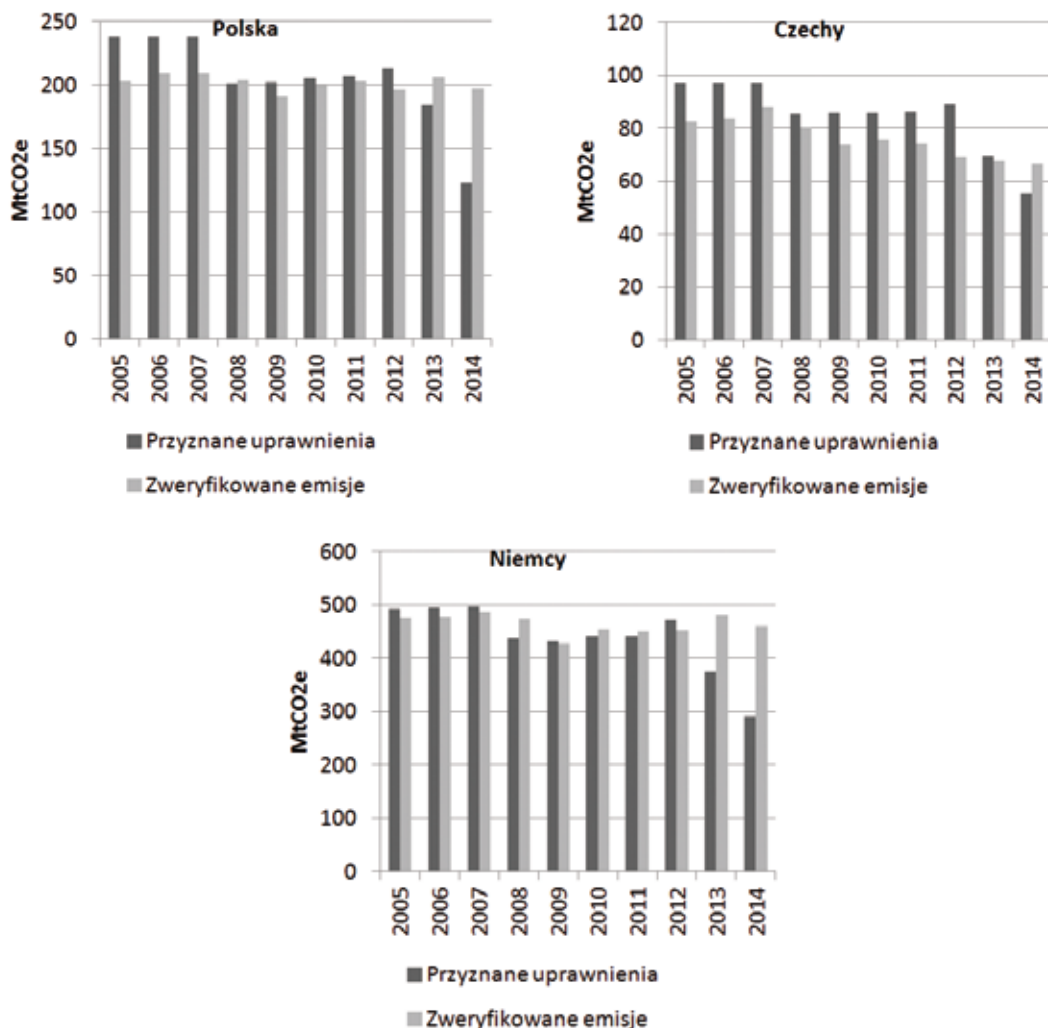 Polska
MtCO2e
250
200
150
100
50
0
2005 2006 2007 2008 2009 2010 2011 2012 2013 2014
Przyznane uprawnienia
Zweryfikowane emisje
Czechy
MtCO2e
120
100
80
60
40
20
0
2005 2006 2007 2008 2009 2010 2011 2012 2013 2014
Przyznane uprawnienia
Zweryfikowane emisje
Niemcy
MtCO2e
600
500
400
300
200
100
0
2005 2006 2007 2008 2009 2010 2011 2012 2013 2014
Przyznane uprawnienia
Zweryfikowane emisje